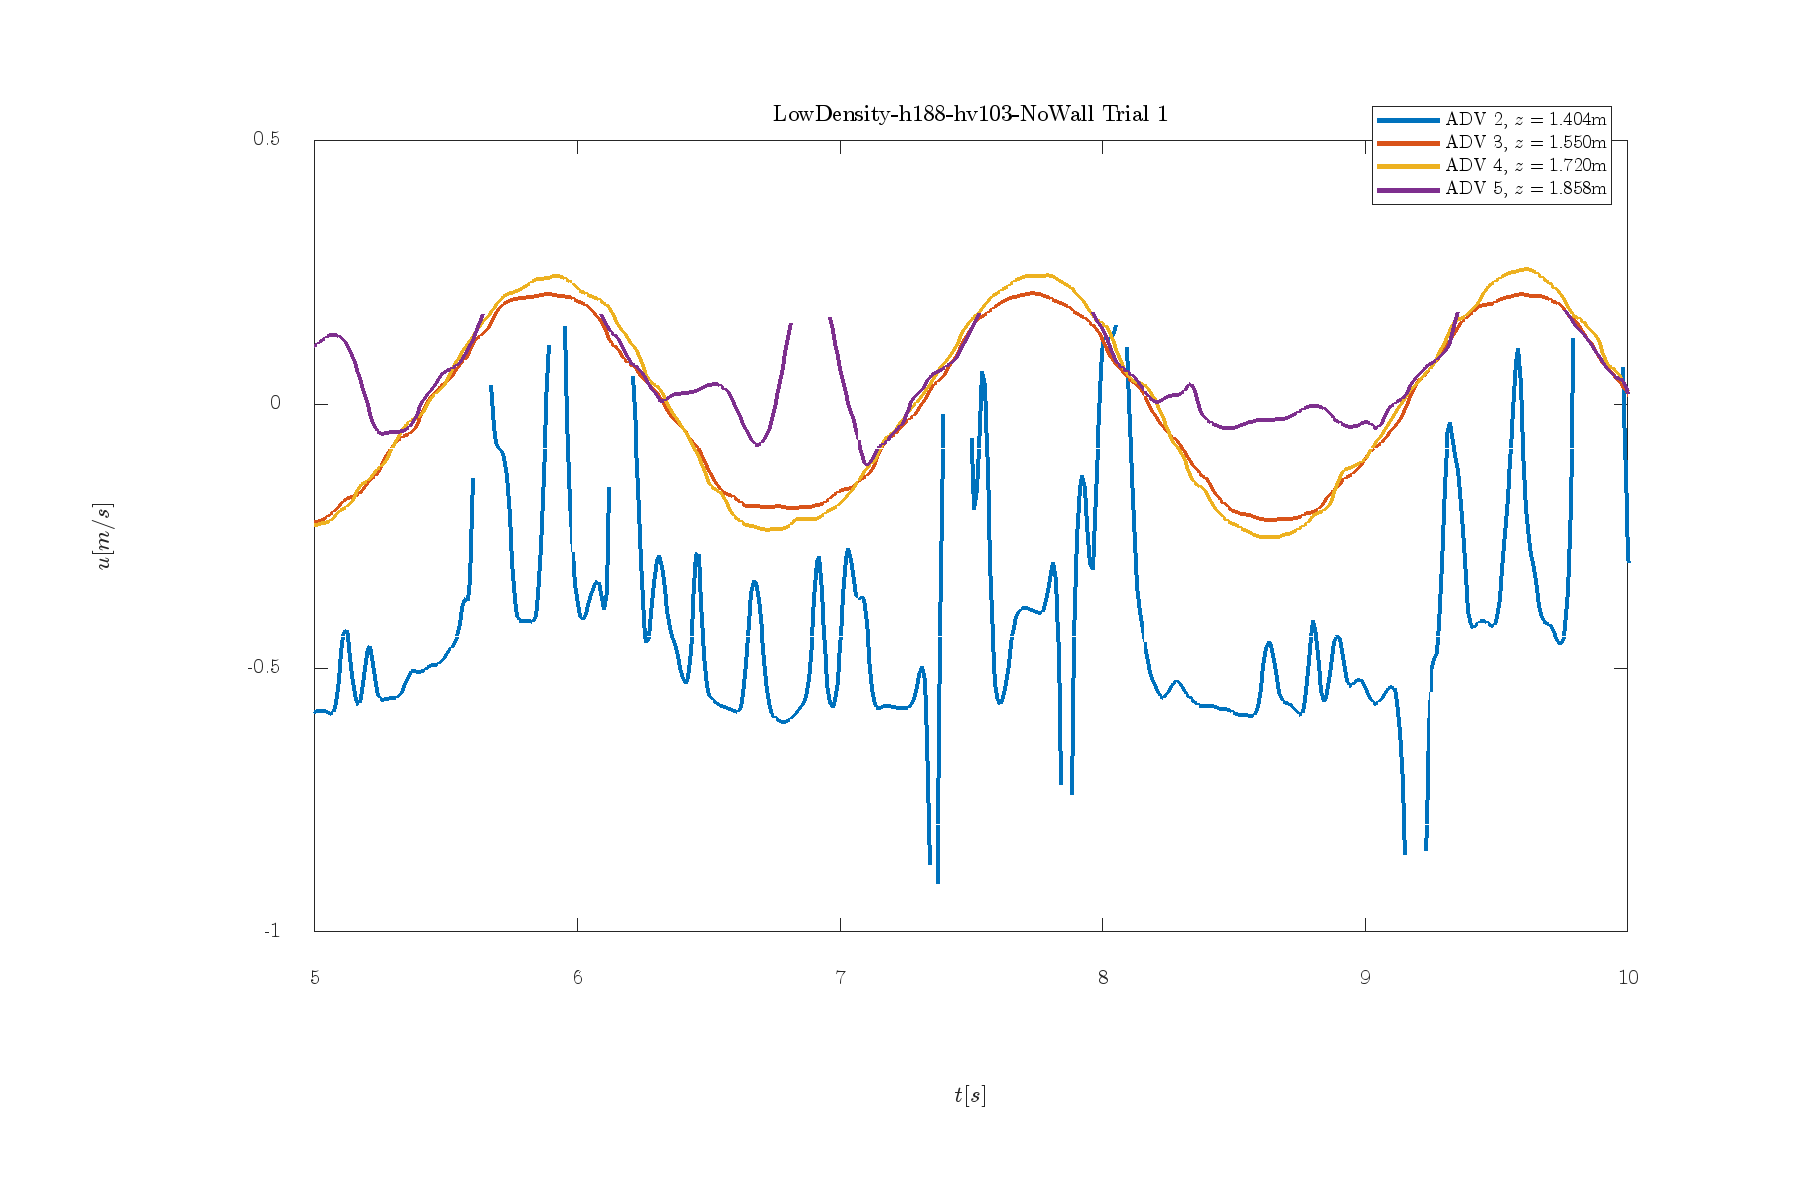 LowDensity-h188-hv103-NoWall Trial 1
ADV 2, z = 1.404m
ADV 3, z = 1.550m
ADV 4, z = 1.720m
ADV 5, z = 1.858m
0.5
0
-0.5
-1
u[m/s]
5 6 7 8 9 10
t[s]